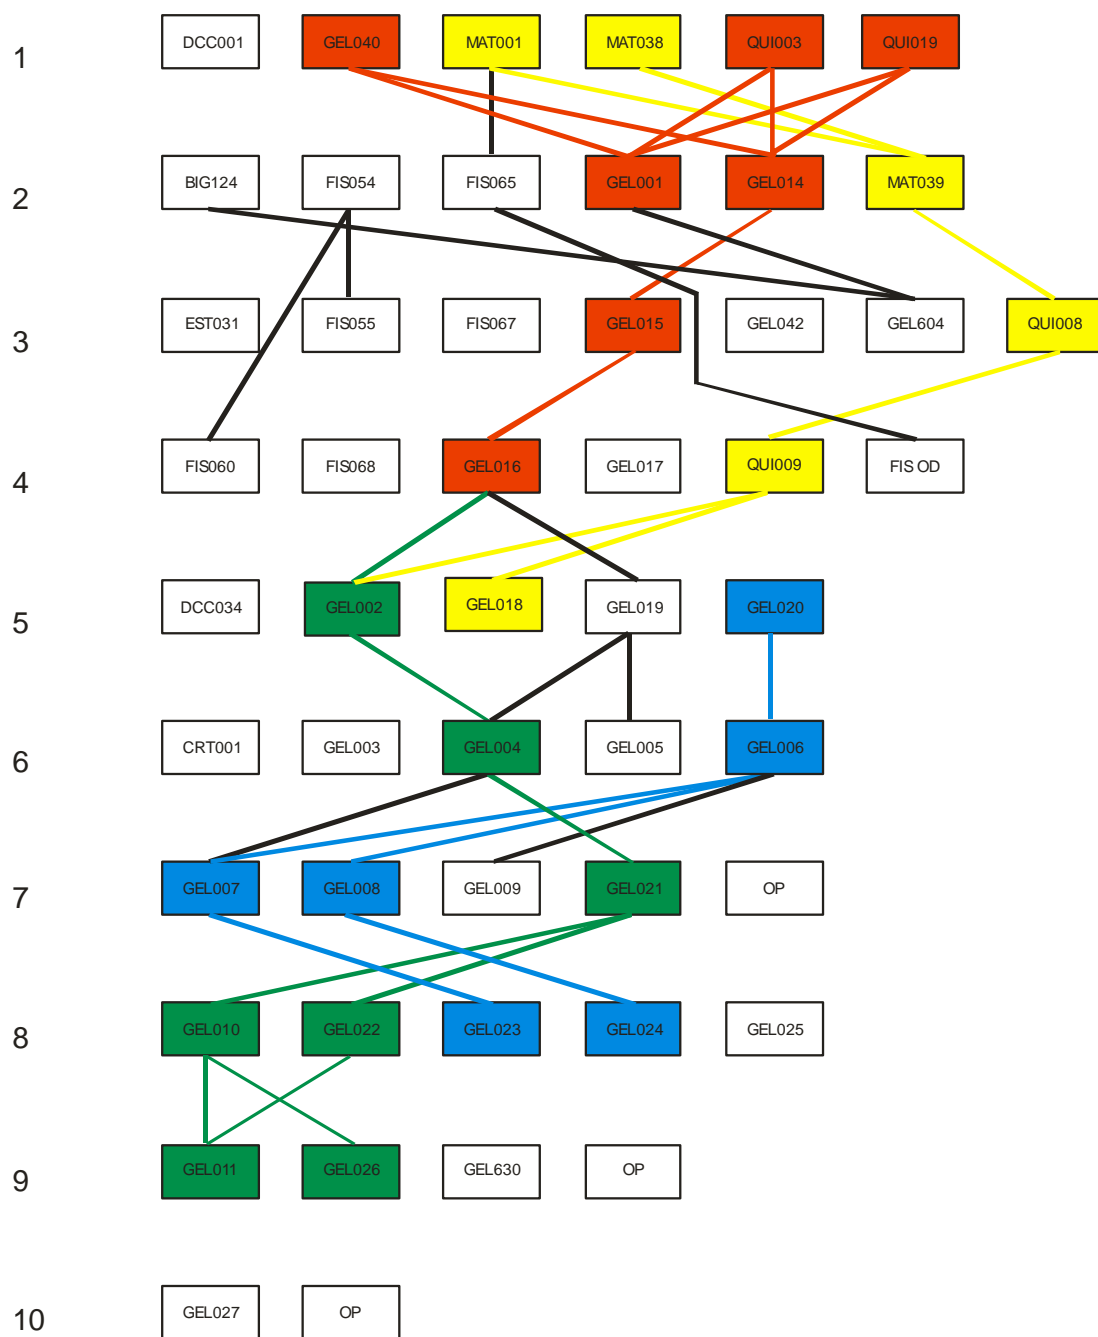 1 DCC001 GEL040 MAT001 MAT038 QUI003 QUI019
2 BIG124 FIS054 FIS065 GEL001 GEL014 MAT039
3 EST031 FIS055 FIS067 GEL015 GEL042 GEL604 QUI008
4 FIS060 FIS068 GEL016 GEL017 QUI009 FIS OD
5 DCC034 GEL002 GEL018 GEL019 GEL020
6 CRT001 GEL003 GEL004 GEL005 GEL006
7 GEL007 GEL008 GEL009 GEL021 OP
8 GEL010 GEL022 GEL023 GEL024 GEL025
9 GEL011 GEL026 GEL630 OP
10 GEL027 OP